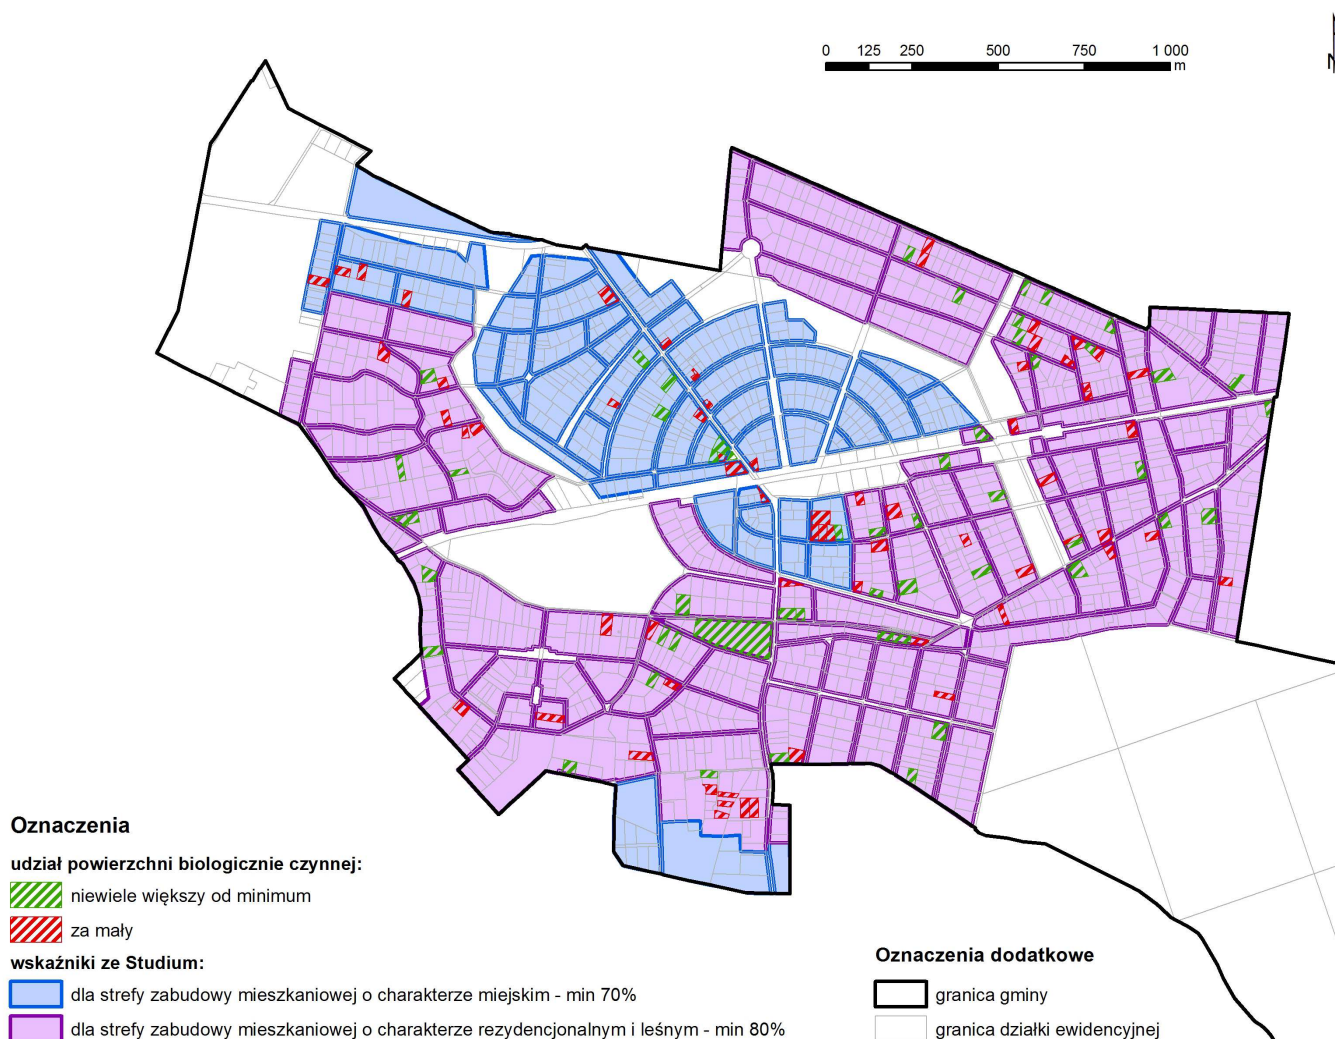 0 125 250 500 750 1 000
m
N
Oznaczenia
udział powierzchni biologicznie czynnej:
niewiele większy od minimum
za mały
wskaźniki ze Studium:
dla strefy zabudowy mieszkaniowej o charakterze miejskim - min 70%
dla strefy zabudowy mieszkaniowej o charakterze rezydencjonalnym i leśnym - min 80%
Oznaczenia dodatkowe
granica gminy
granica działki ewidencyjnej